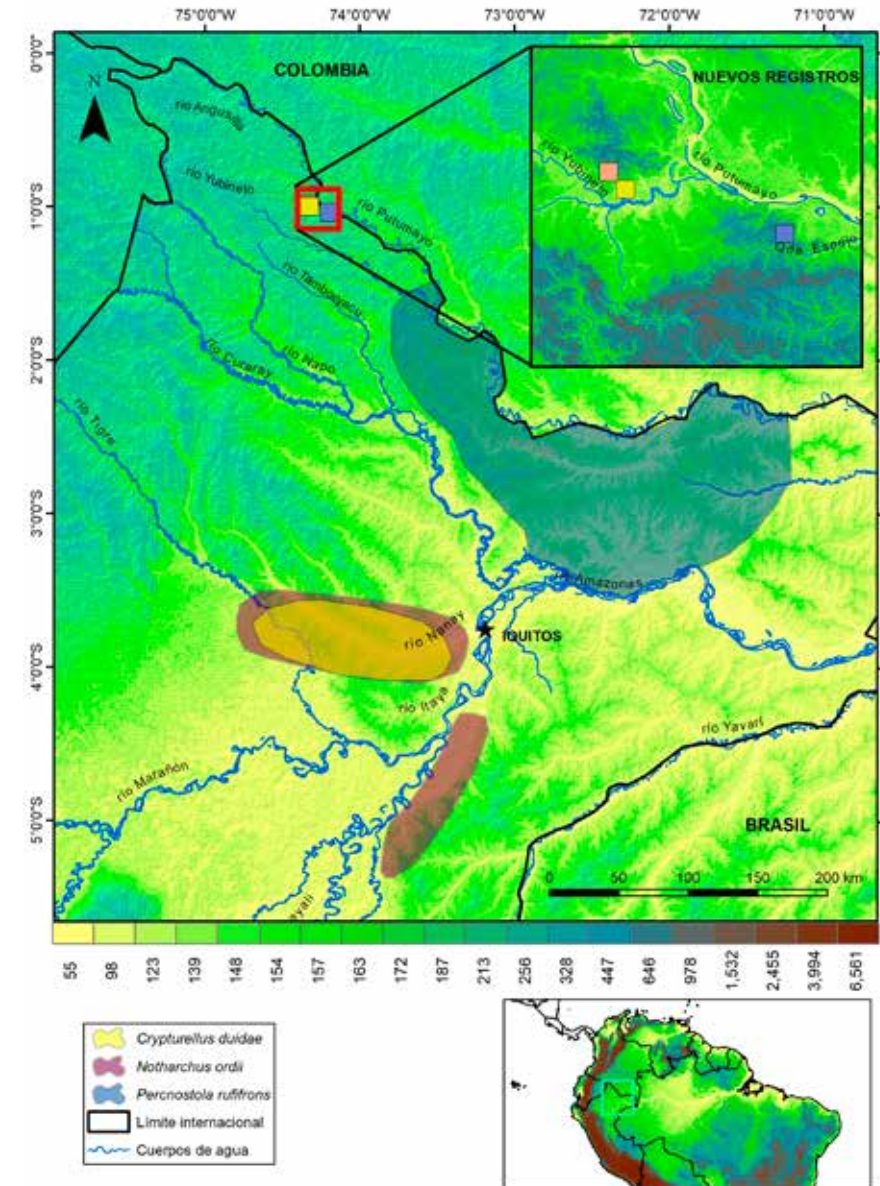 75°0'0"O 74°0'0"O 73°0'0"O 72°0'0"O 71°0'0"O
0°0'0"
1°0'0"S
2°0'0"S
3°0'0"S
4°0'0"S
5°0'0"S
N
COLOMBIA
NUEVOS REGISTROS
río Angusilla
río Yubineto
río Putumayo
río Yubineto
río Putumayo
Qda. Espejo
río Tamboyacu
río Napo
río Curaray
río Tigre
Amazonas
río Nanay
IQUITOS
río Itaya
río Marañón
río Yavarí
ayali
BRASIL
0 50 100 150 200 km
55 98 123 139 148 154 157 163 172 187 213 256 328 447 646 978 1,532 2,455 3,994 6,561
Crypturellus duidae
Notharchus ordii
Percnostola rufifrons
Límite internacional
Cuerpos de agua